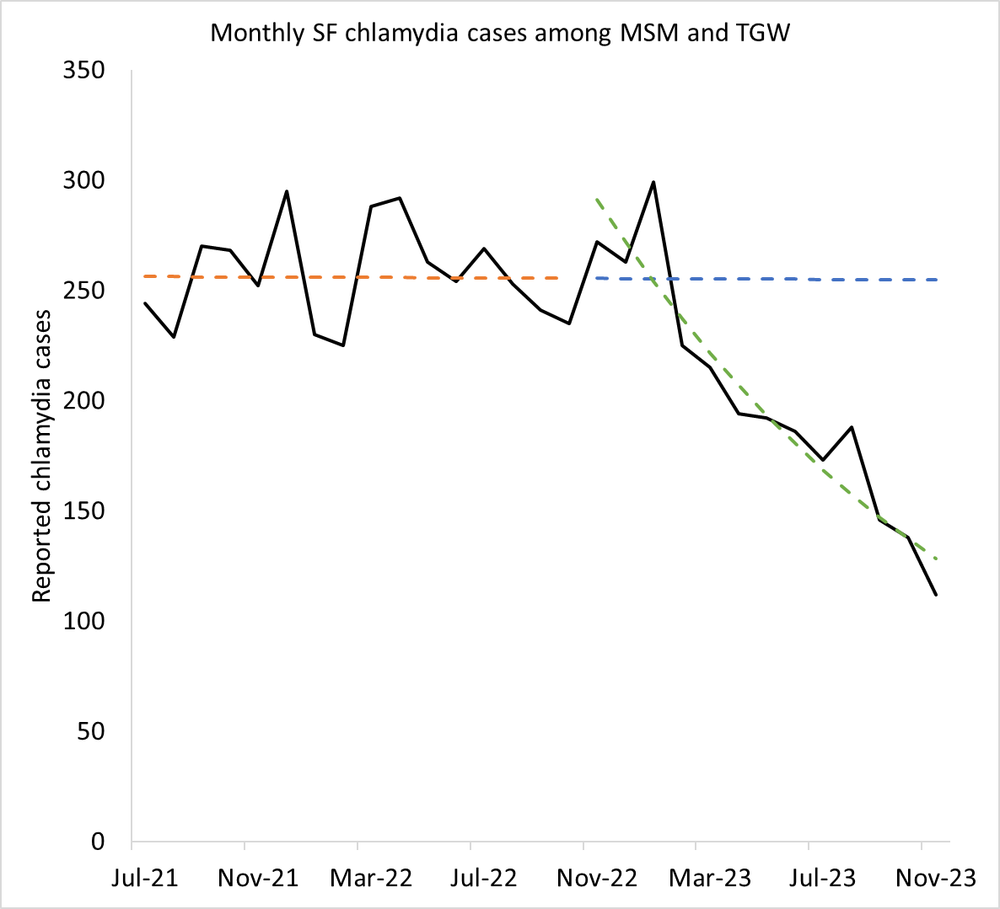 Monthly SF chlamydia cases among MSM and TGW
350
300
250
200
150
100
50
0
Reported chlamydia cases
Jul-21 Nov-21 Mar-22 Jul-22 Nov-22 Mar-23 Jul-23 Nov-23